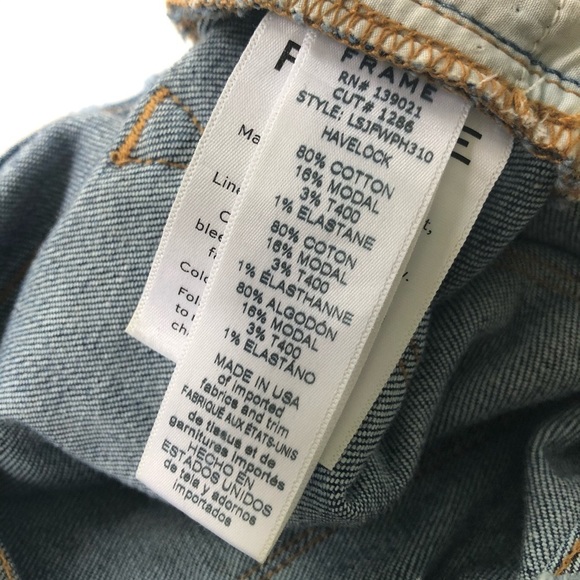 FRAME
RN# 139021
CUT# 1286
STYLE: LSJFWPH310
HAVELOCK
80% COTTON
16% MODAL
3% T400
1% ELASTANE
80% COTON
16% MODAL
3% T400
1% ÉLASTHANNE
80% ALGODÓN
16% MODAL
3% T400
1% ELASTANO
MADE IN USA
of imported
fabrics and trim
FABRIQUÉ AUX ÉTATS-UNIS
de tissus et de
garnitures importés
HECHO EN
ESTADOS UNIDOS
de tela y adornos
importados